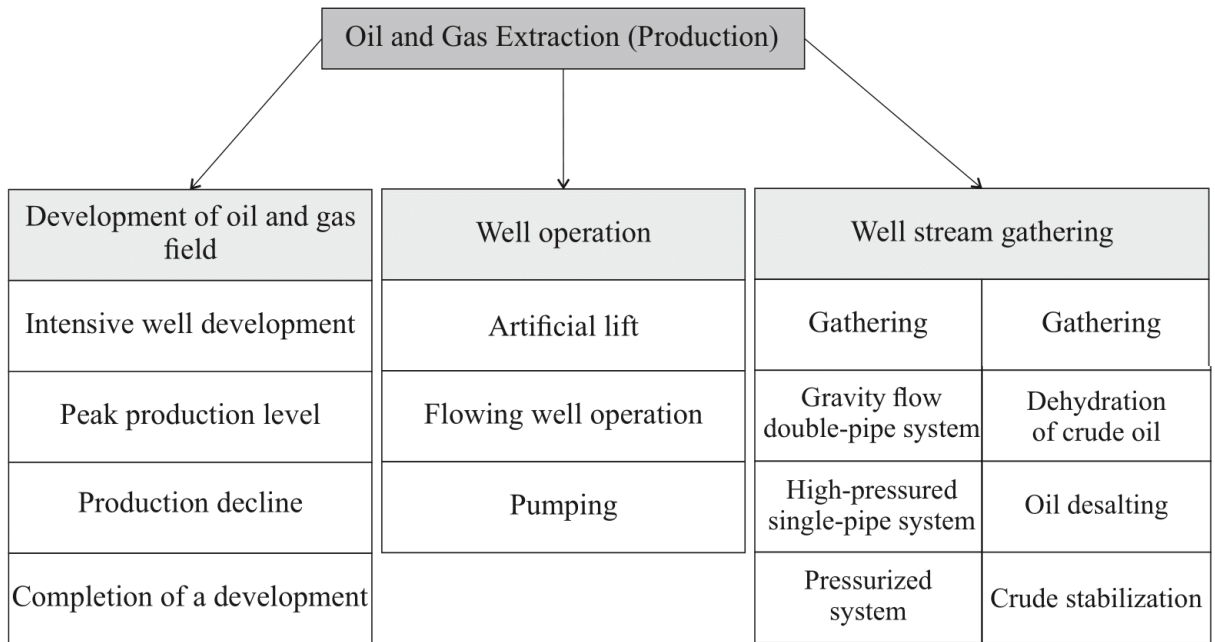 Oil and Gas Extraction (Production)
Development of oil and gas
field
Intensive well development
Peak production level
Production decline
Completion of a development
Well operation
Artificial lift
Flowing well operation
Pumping
Well stream gathering
Gathering
Gravity flow
double-pipe system
High-pressured
single-pipe system
Pressurized
system
Gathering
Dehydration
of crude oil
Oil desalting
Crude stabilization